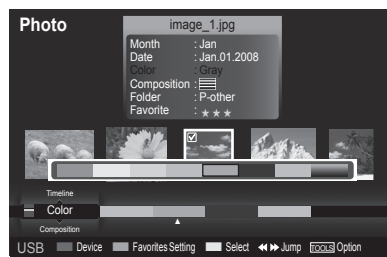 Photo
image_1.jpg
Month : Jan
Date : Jan.01.2008
Color : Gray
Composition :
Folder : P-other
Favorite : ★★★
Timeline
Color
Composition
USB Device Favorites Setting Select ◄◄ ►► Jump TOOLS Option